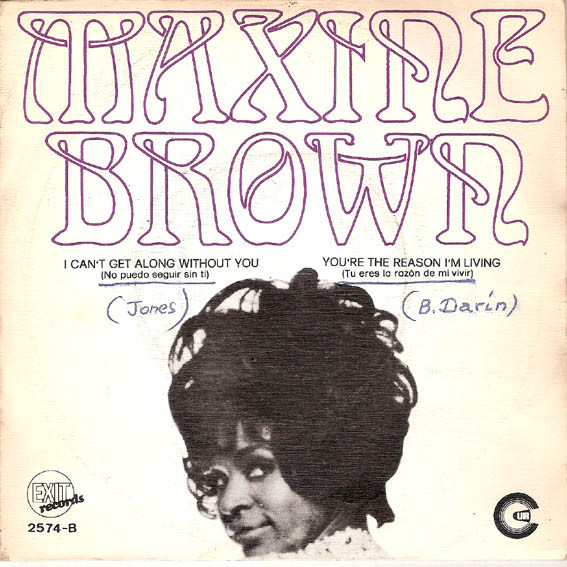 MAXINE
BROWN
I CAN'T GET ALONG WITHOUT YOU
(No puedo seguir sin ti)
YOU'RE THE REASON I'M LIVING
(Tu eres la razón de mi vivir)
(Jones)
(B. Darín)
EXIT
records
2574-B